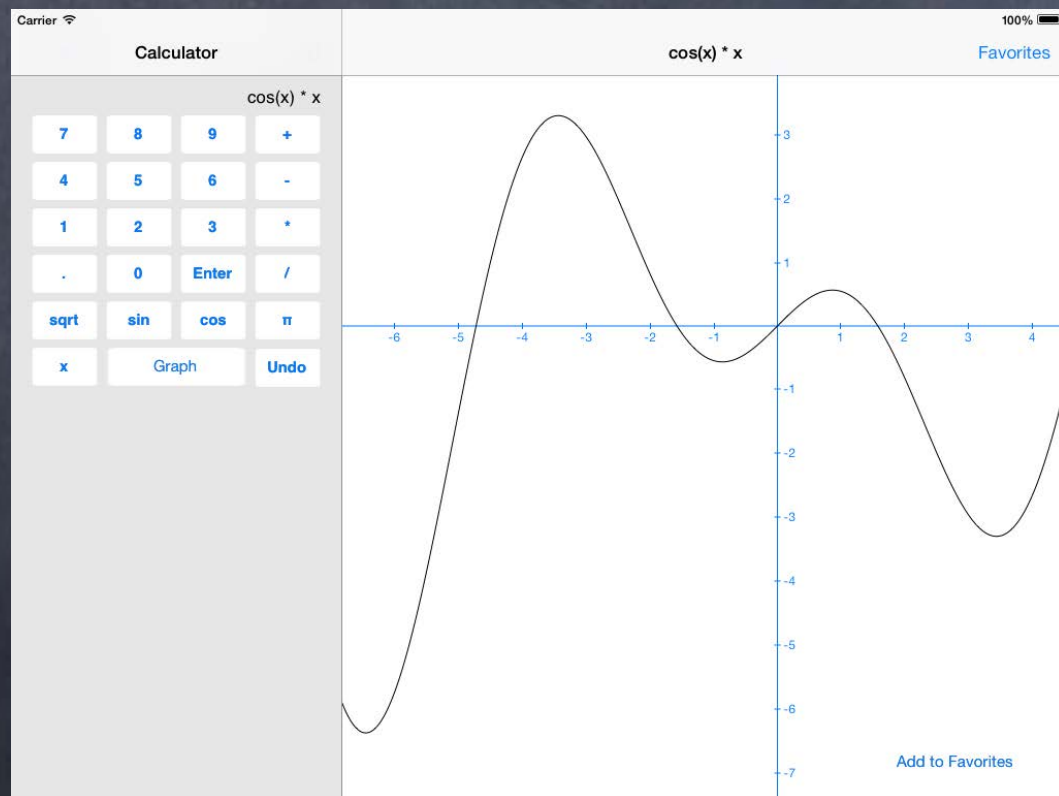 Carrier 100%
Calculator cos(x) * x Favorites
cos(x) * x
7 8 9 +
4 5 6 -
1 2 3 *
. 0 Enter /
sqrt sin cos π
x Graph Undo
3
2
1
-6 -5 -4 -3 -2 -1 1 2 3 4
-1
-2
-3
-4
-5
-6
Add to Favorites
-7